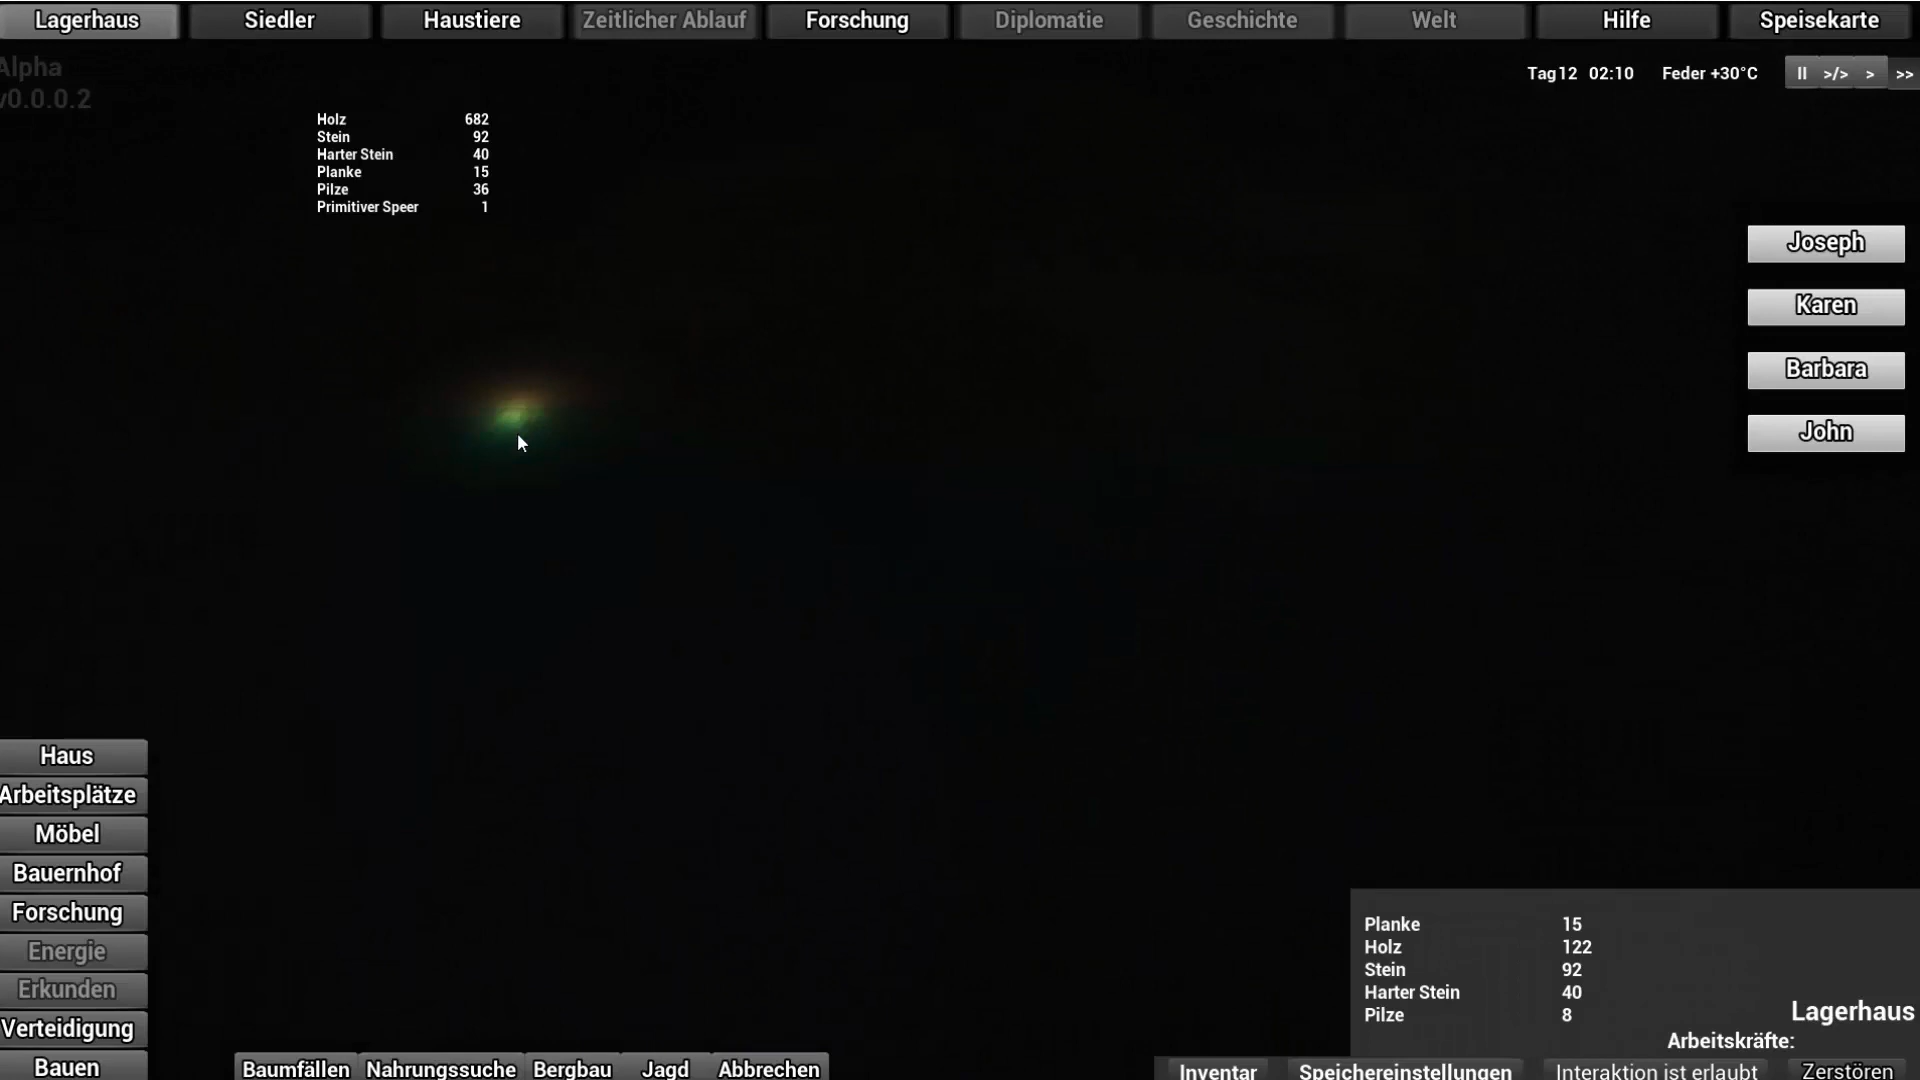 Lagerhaus Siedler Haustiere Zeitlicher Ablauf Forschung Diplomatie Geschichte Welt Hilfe Speisekarte
Alpha
v0.0.0.2
Tag12 02:10 Feder +30°C II >/> > >>
Holz 682
Stein 92
Harter Stein 40
Planke 15
Pilze 36
Primitiver Speer 1
Joseph
Karen
Barbara
John
Haus
Arbeitsplätze
Möbel
Bauernhof
Forschung
Energie
Erkunden
Verteidigung
Bauen
Baumfällen Nahrungssuche Bergbau Jagd Abbrechen
Planke 15
Holz 122
Stein 92
Harter Stein 40
Pilze 8
Lagerhaus
Arbeitskräfte:
Inventar Speichereinstellungen Interaktion ist erlaubt Zerstören